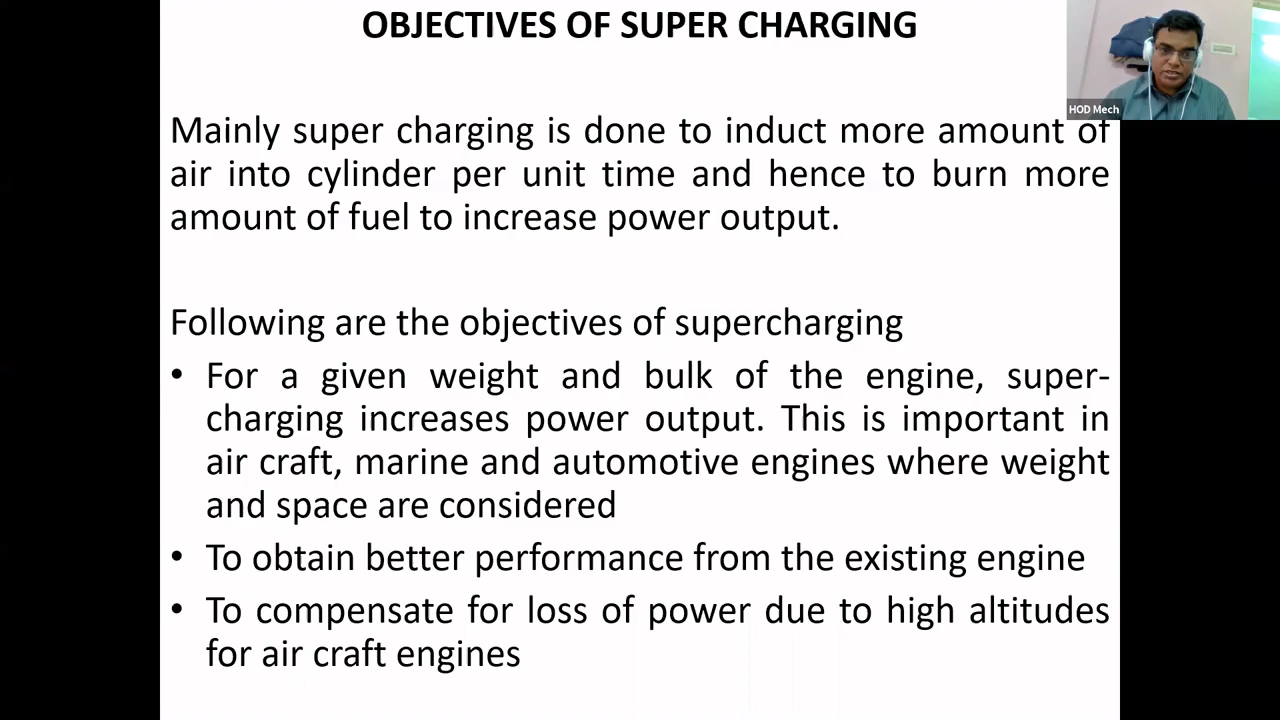 OBJECTIVES OF SUPER CHARGING
HOD Mech
Mainly super charging is done to induct more amount of
air into cylinder per unit time and hence to burn more
amount of fuel to increase power output.
Following are the objectives of supercharging
• For a given weight and bulk of the engine, super-
charging increases power output. This is important in
air craft, marine and automotive engines where weight
and space are considered
• To obtain better performance from the existing engine
• To compensate for loss of power due to high altitudes
for air craft engines